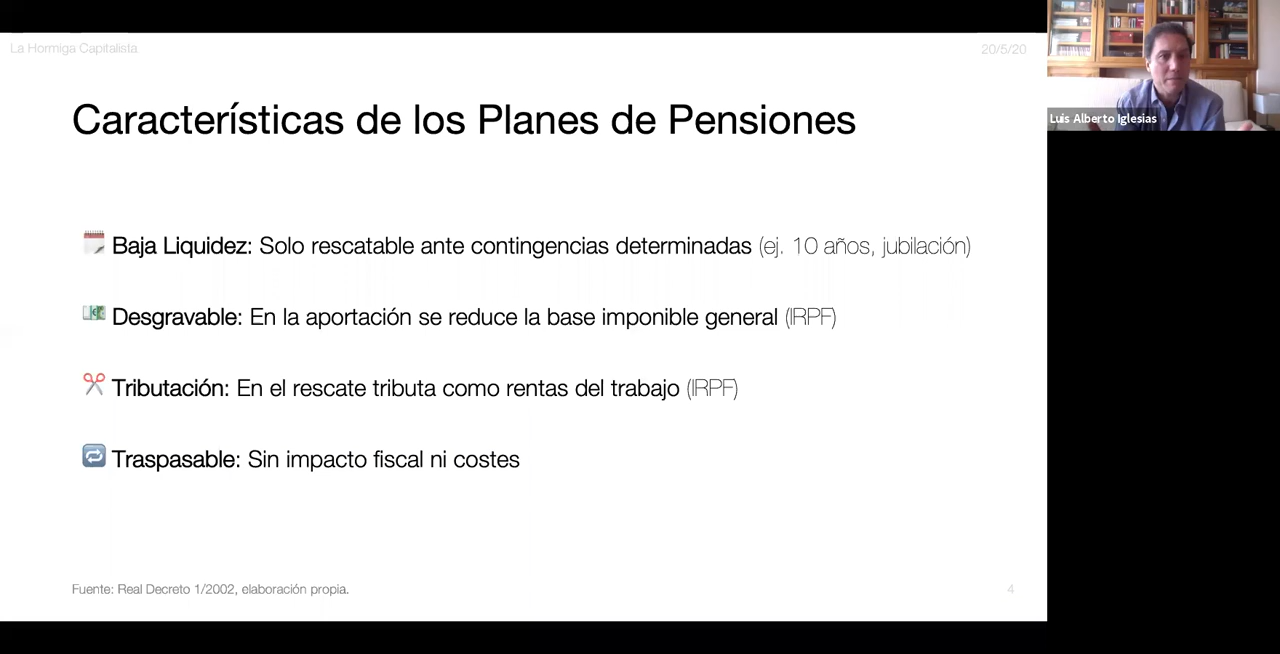 La Hormiga Capitalista
20/5/20
Luis Alberto Iglesias
Características de los Planes de Pensiones
Baja Liquidez: Solo rescatable ante contingencias determinadas (ej. 10 años, jubilación)
Desgravable: En la aportación se reduce la base imponible general (IRPF)
Tributación: En el rescate tributa como rentas del trabajo (IRPF)
Traspasable: Sin impacto fiscal ni costes
Fuente: Real Decreto 1/2002, elaboración propia.
4